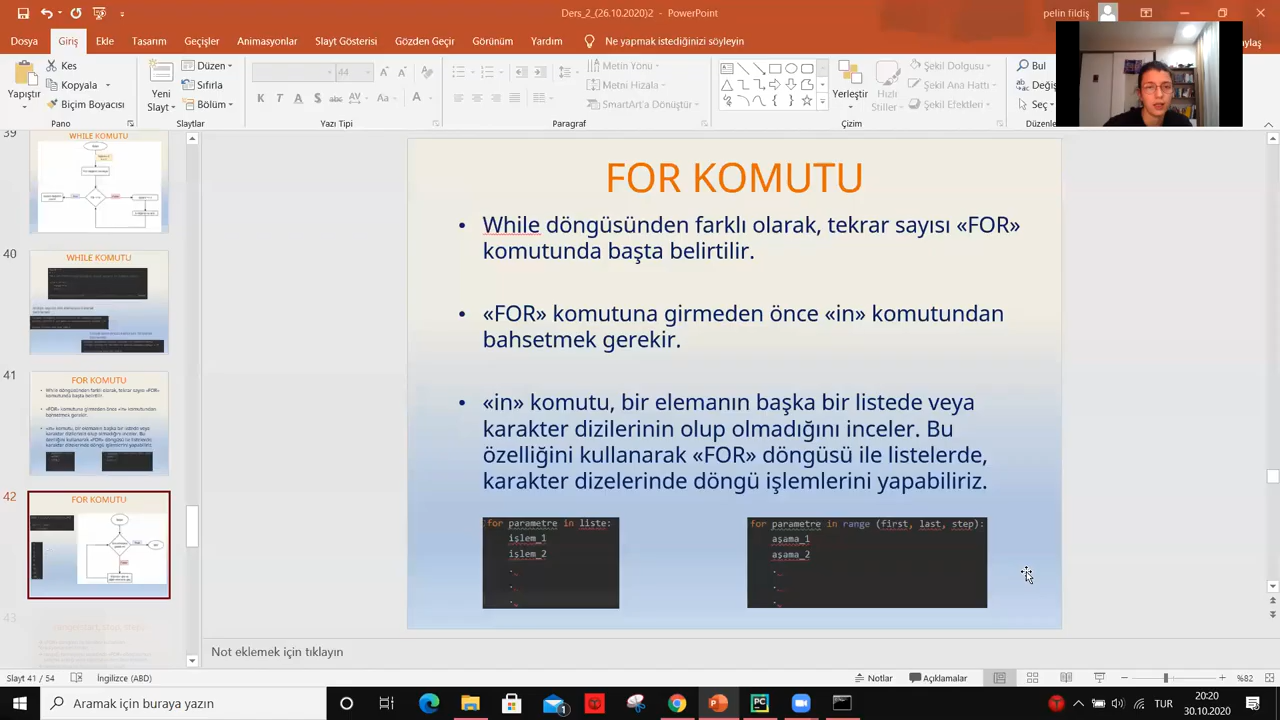 Ders_2_(26.10.2020)2 - PowerPoint
pelin filiş
Dosya Giriş Ekle Tasarım Geçişler Animasyonlar Slayt Gösterisi Gözden Geçir Görünüm Yardım Ne yapmak istediğinizi söyleyin
Yapıştır
Kes
Kopyala
Biçim Boyacısı
Pano
Yeni Slayt
Düzen
Sıfırla
Bölüm
Slaytlar
44
Yazı Tipi
Metin Yönü
Metni Hizala
SmartArt'a Dönüştür
Paragraf
Yerleştir
Hızlı Stiller
Şekil Dolgusu
Şekil Ana Hattı
Şekil Efektleri
Çizim
Bul
Seç
39
WHILE KOMUTU
40
WHILE KOMUTU
41
FOR KOMUTU
42
FOR KOMUTU
43
FOR KOMUTU
• While döngüsünden farklı olarak, tekrar sayısı «FOR»
komutunda başta belirtilir.
• «FOR» komutuna girmeden önce «in» komutundan
bahsetmek gerekir.
• «in» komutu, bir elemanın başka bir listede veya
karakter dizilerinin olup olmadığını inceler. Bu
özelliğini kullanarak «FOR» döngüsü ile listelerde,
karakter dizelerinde döngü işlemlerini yapabiliriz.
for parametre in liste:
işlem_1
işlem_2
.
.
.
for parametre in range (first, last, step):
aşama_1
aşama_2
.
.
.
Not eklemek için tıklayın
Slayt 41 / 54 İngilizce (ABD) Notlar Açıklamalar %82
Aramak için buraya yazın
TUR
20:20
30.10.2020